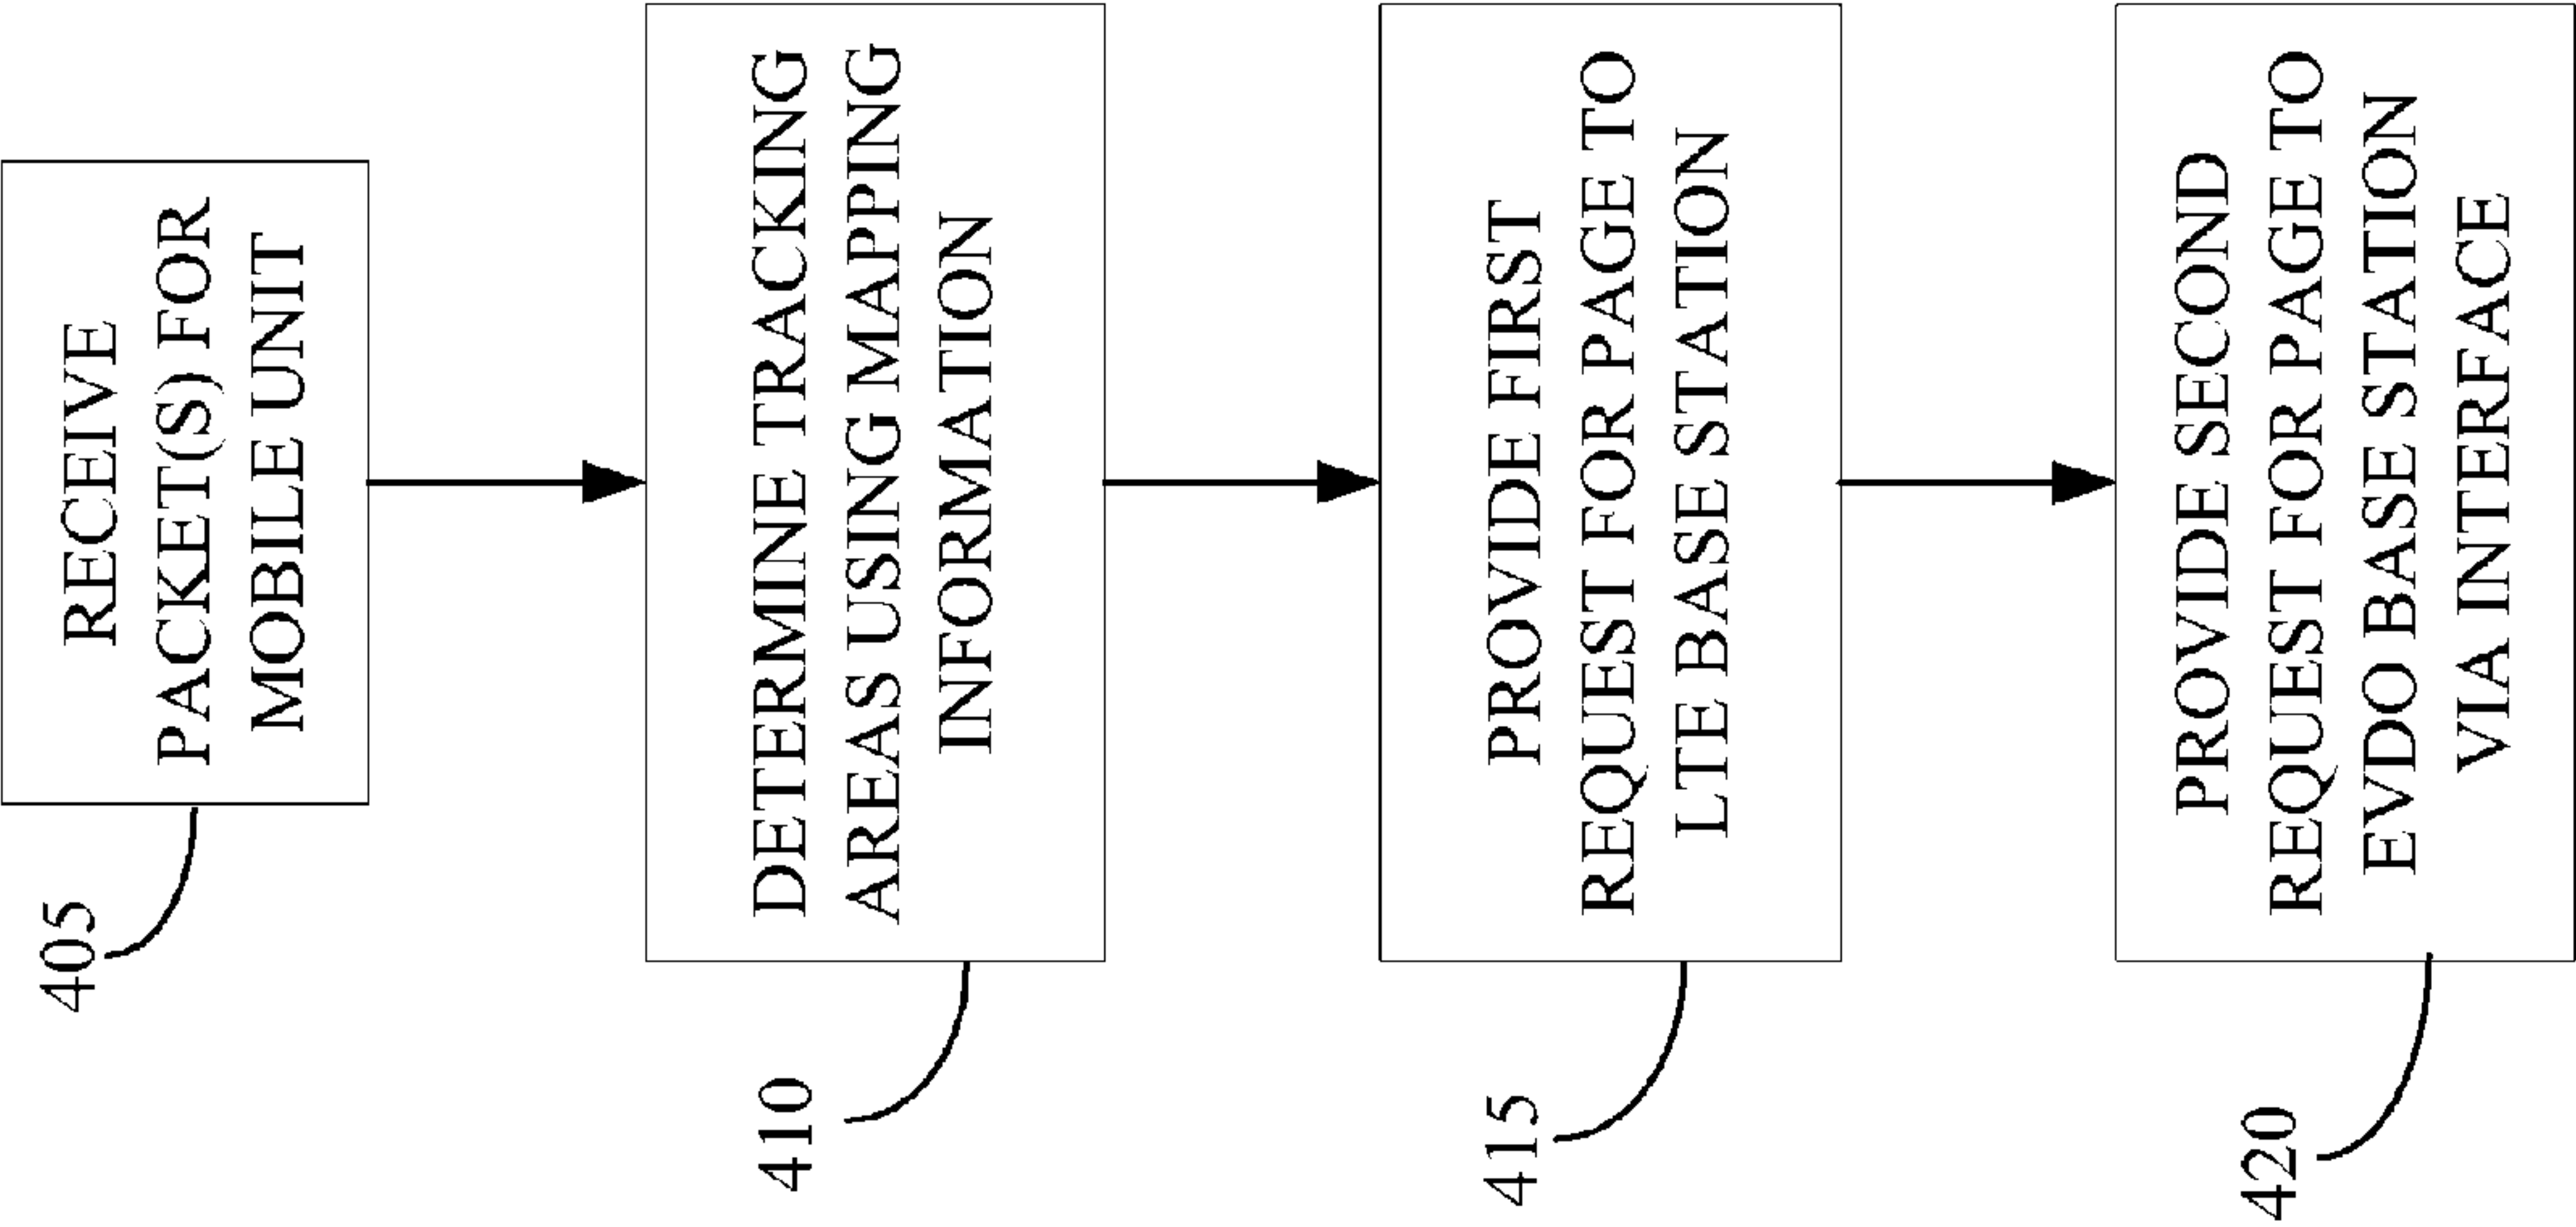 405
RECEIVE
PACKET(S) FOR
MOBILE UNIT
410
DETERMINE TRACKING
AREAS USING MAPPING
INFORMATION
415
PROVIDE FIRST
REQUEST FOR PAGE TO
LTE BASE STATION
420
PROVIDE SECOND
REQUEST FOR PAGE TO
EVDO BASE STATION
VIA INTERFACE